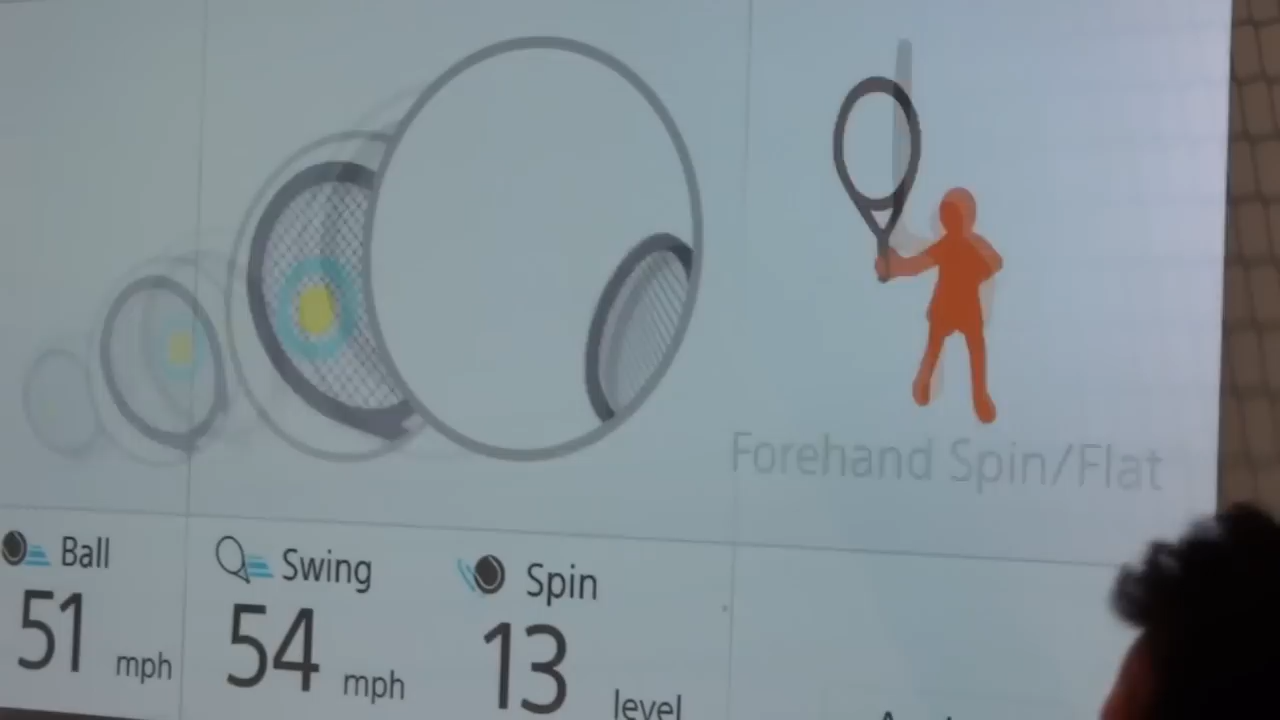 Forehand Spin/Flat
Ball
51 mph
Swing
54 mph
Spin
13 level